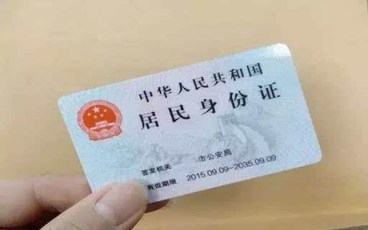 中华人民共和国
居民身份证
签发机关 市公安局
有效期限 2015.09.09-2035.09.09